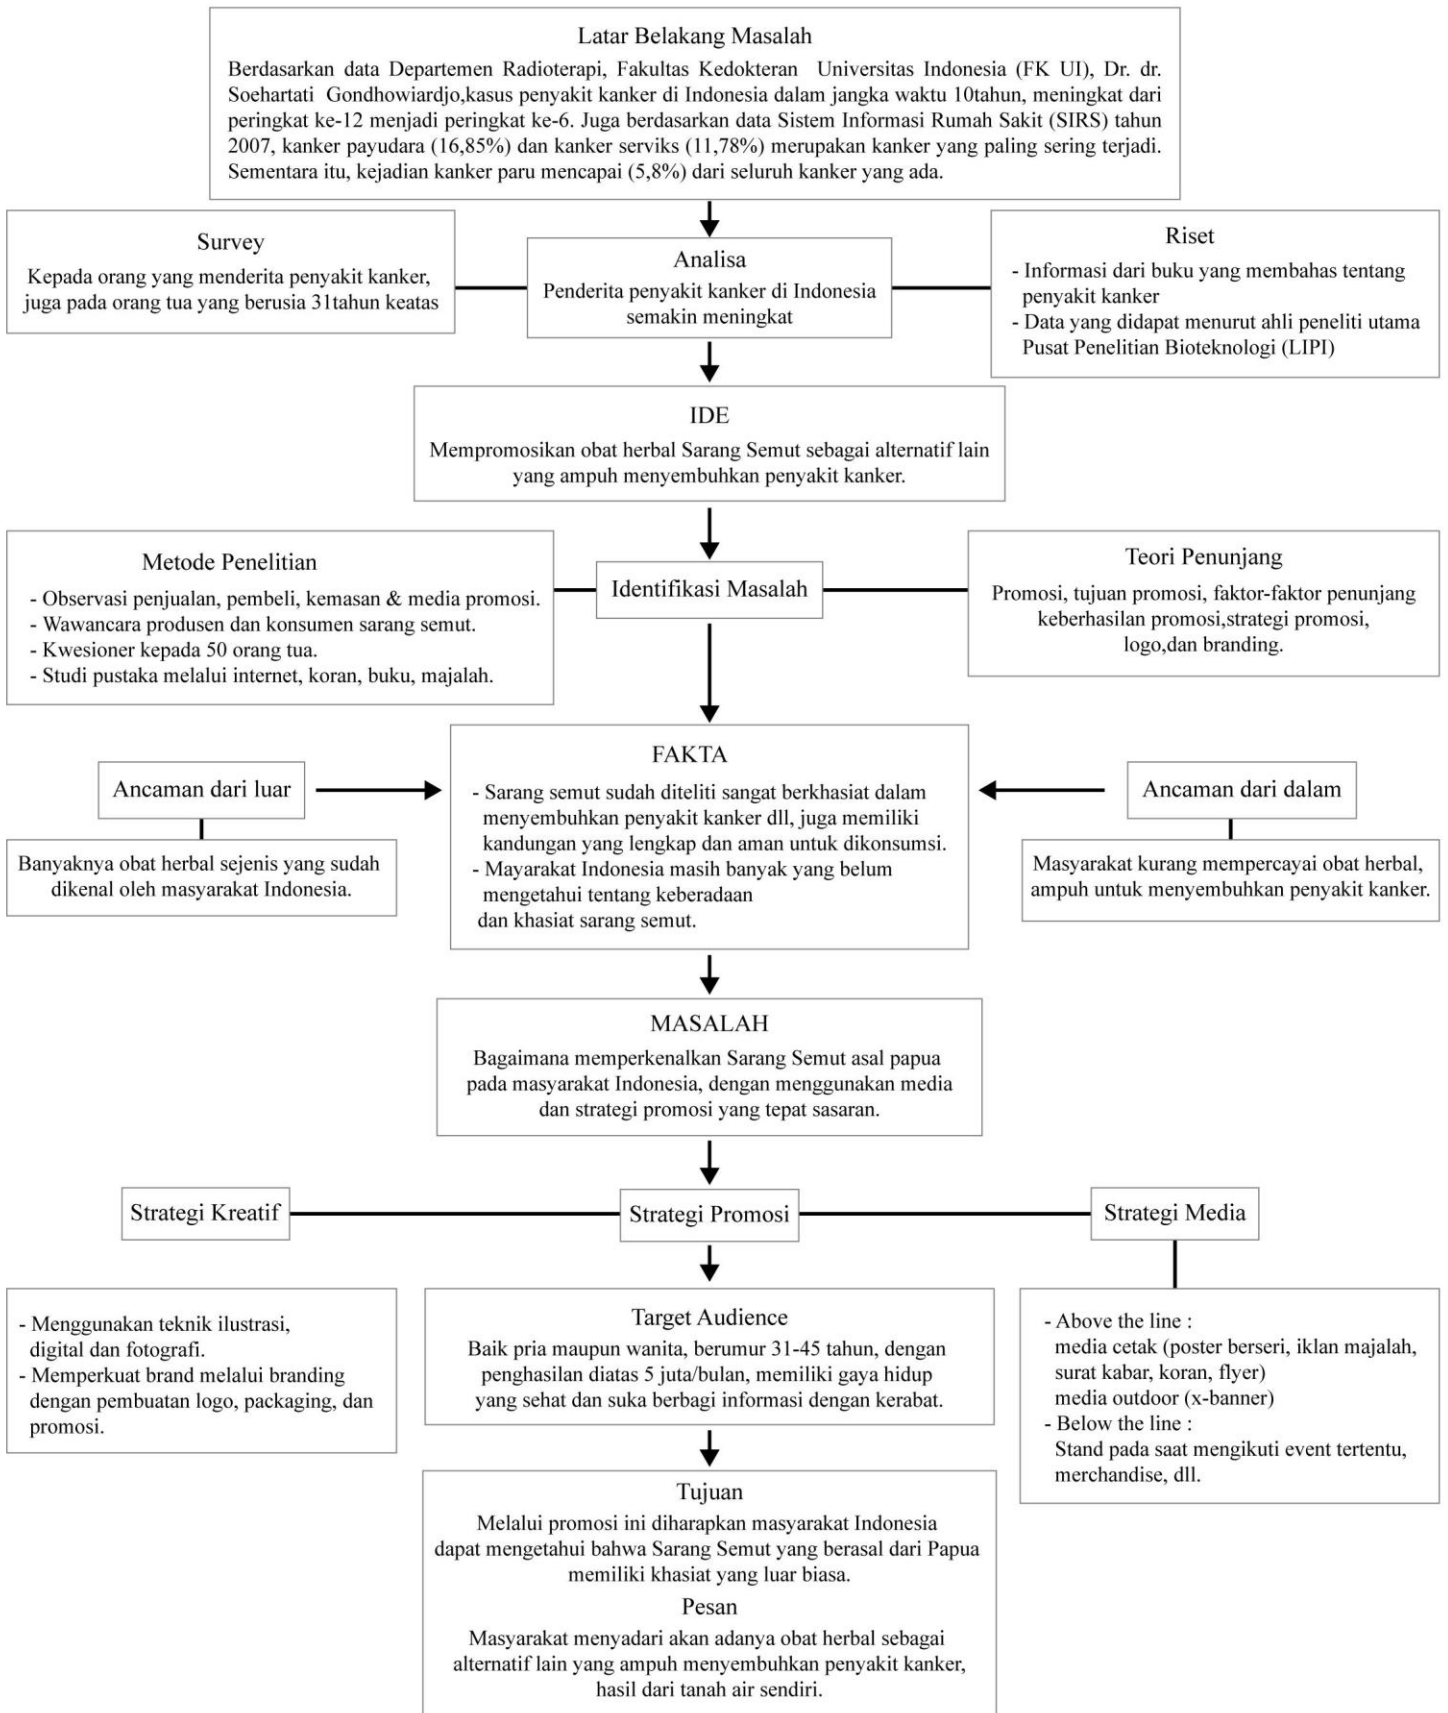 Latar Belakang Masalah
Berdasarkan data Departemen Radioterapi, Fakultas Kedokteran Universitas Indonesia (FK UI), Dr. dr.
Soehartati Gondhowiardjo,kasus penyakit kanker di Indonesia dalam jangka waktu 10tahun, meningkat dari
peringkat ke-12 menjadi peringkat ke-6. Juga berdasarkan data Sistem Informasi Rumah Sakit (SIRS) tahun
2007, kanker payudara (16,85%) dan kanker serviks (11,78%) merupakan kanker yang paling sering terjadi.
Sementara itu, kejadian kanker paru mencapai (5,8%) dari seluruh kanker yang ada.
Survey
Kepada orang yang menderita penyakit kanker,
juga pada orang tua yang berusia 31tahun keatas
Analisa
Penderita penyakit kanker di Indonesia
semakin meningkat
Riset
- Informasi dari buku yang membahas tentang
penyakit kanker
- Data yang didapat menurut ahli peneliti utama
Pusat Penelitian Bioteknologi (LIPI)
IDE
Mempromosikan obat herbal Sarang Semut sebagai alternatif lain
yang ampuh menyembuhkan penyakit kanker.
Metode Penelitian
- Observasi penjualan, pembeli, kemasan & media promosi.
- Wawancara produsen dan konsumen sarang semut.
- Kwesioner kepada 50 orang tua.
- Studi pustaka melalui internet, koran, buku, majalah.
Identifikasi Masalah
Teori Penunjang
Promosi, tujuan promosi, faktor-faktor penunjang
keberhasilan promosi,strategi promosi,
logo,dan branding.
Ancaman dari luar
Banyaknya obat herbal sejenis yang sudah
dikenal oleh masyarakat Indonesia.
FAKTA
- Sarang semut sudah diteliti sangat berkhasiat dalam
menyembuhkan penyakit kanker dll, juga memiliki
kandungan yang lengkap dan aman untuk dikonsumsi.
- Mayarakat Indonesia masih banyak yang belum
mengetahui tentang keberadaan
dan khasiat sarang semut.
Ancaman dari dalam
Masyarakat kurang mempercayai obat herbal,
ampuh untuk menyembuhkan penyakit kanker.
MASALAH
Bagaimana memperkenalkan Sarang Semut asal papua
pada masyarakat Indonesia, dengan menggunakan media
dan strategi promosi yang tepat sasaran.
Strategi Kreatif
Strategi Promosi
Strategi Media
- Menggunakan teknik ilustrasi,
digital dan fotografi.
- Memperkuat brand melalui branding
dengan pembuatan logo, packaging, dan
promosi.
Target Audience
Baik pria maupun wanita, berumur 31-45 tahun, dengan
penghasilan diatas 5 juta/bulan, memiliki gaya hidup
yang sehat dan suka berbagi informasi dengan kerabat.
- Above the line :
media cetak (poster berseri, iklan majalah,
surat kabar, koran, flyer)
media outdoor (x-banner)
- Below the line :
Stand pada saat mengikuti event tertentu,
merchandise, dll.
Tujuan
Melalui promosi ini diharapkan masyarakat Indonesia
dapat mengetahui bahwa Sarang Semut yang berasal dari Papua
memiliki khasiat yang luar biasa.
Pesan
Masyarakat menyadari akan adanya obat herbal sebagai
alternatif lain yang ampuh menyembuhkan penyakit kanker,
hasil dari tanah air sendiri.